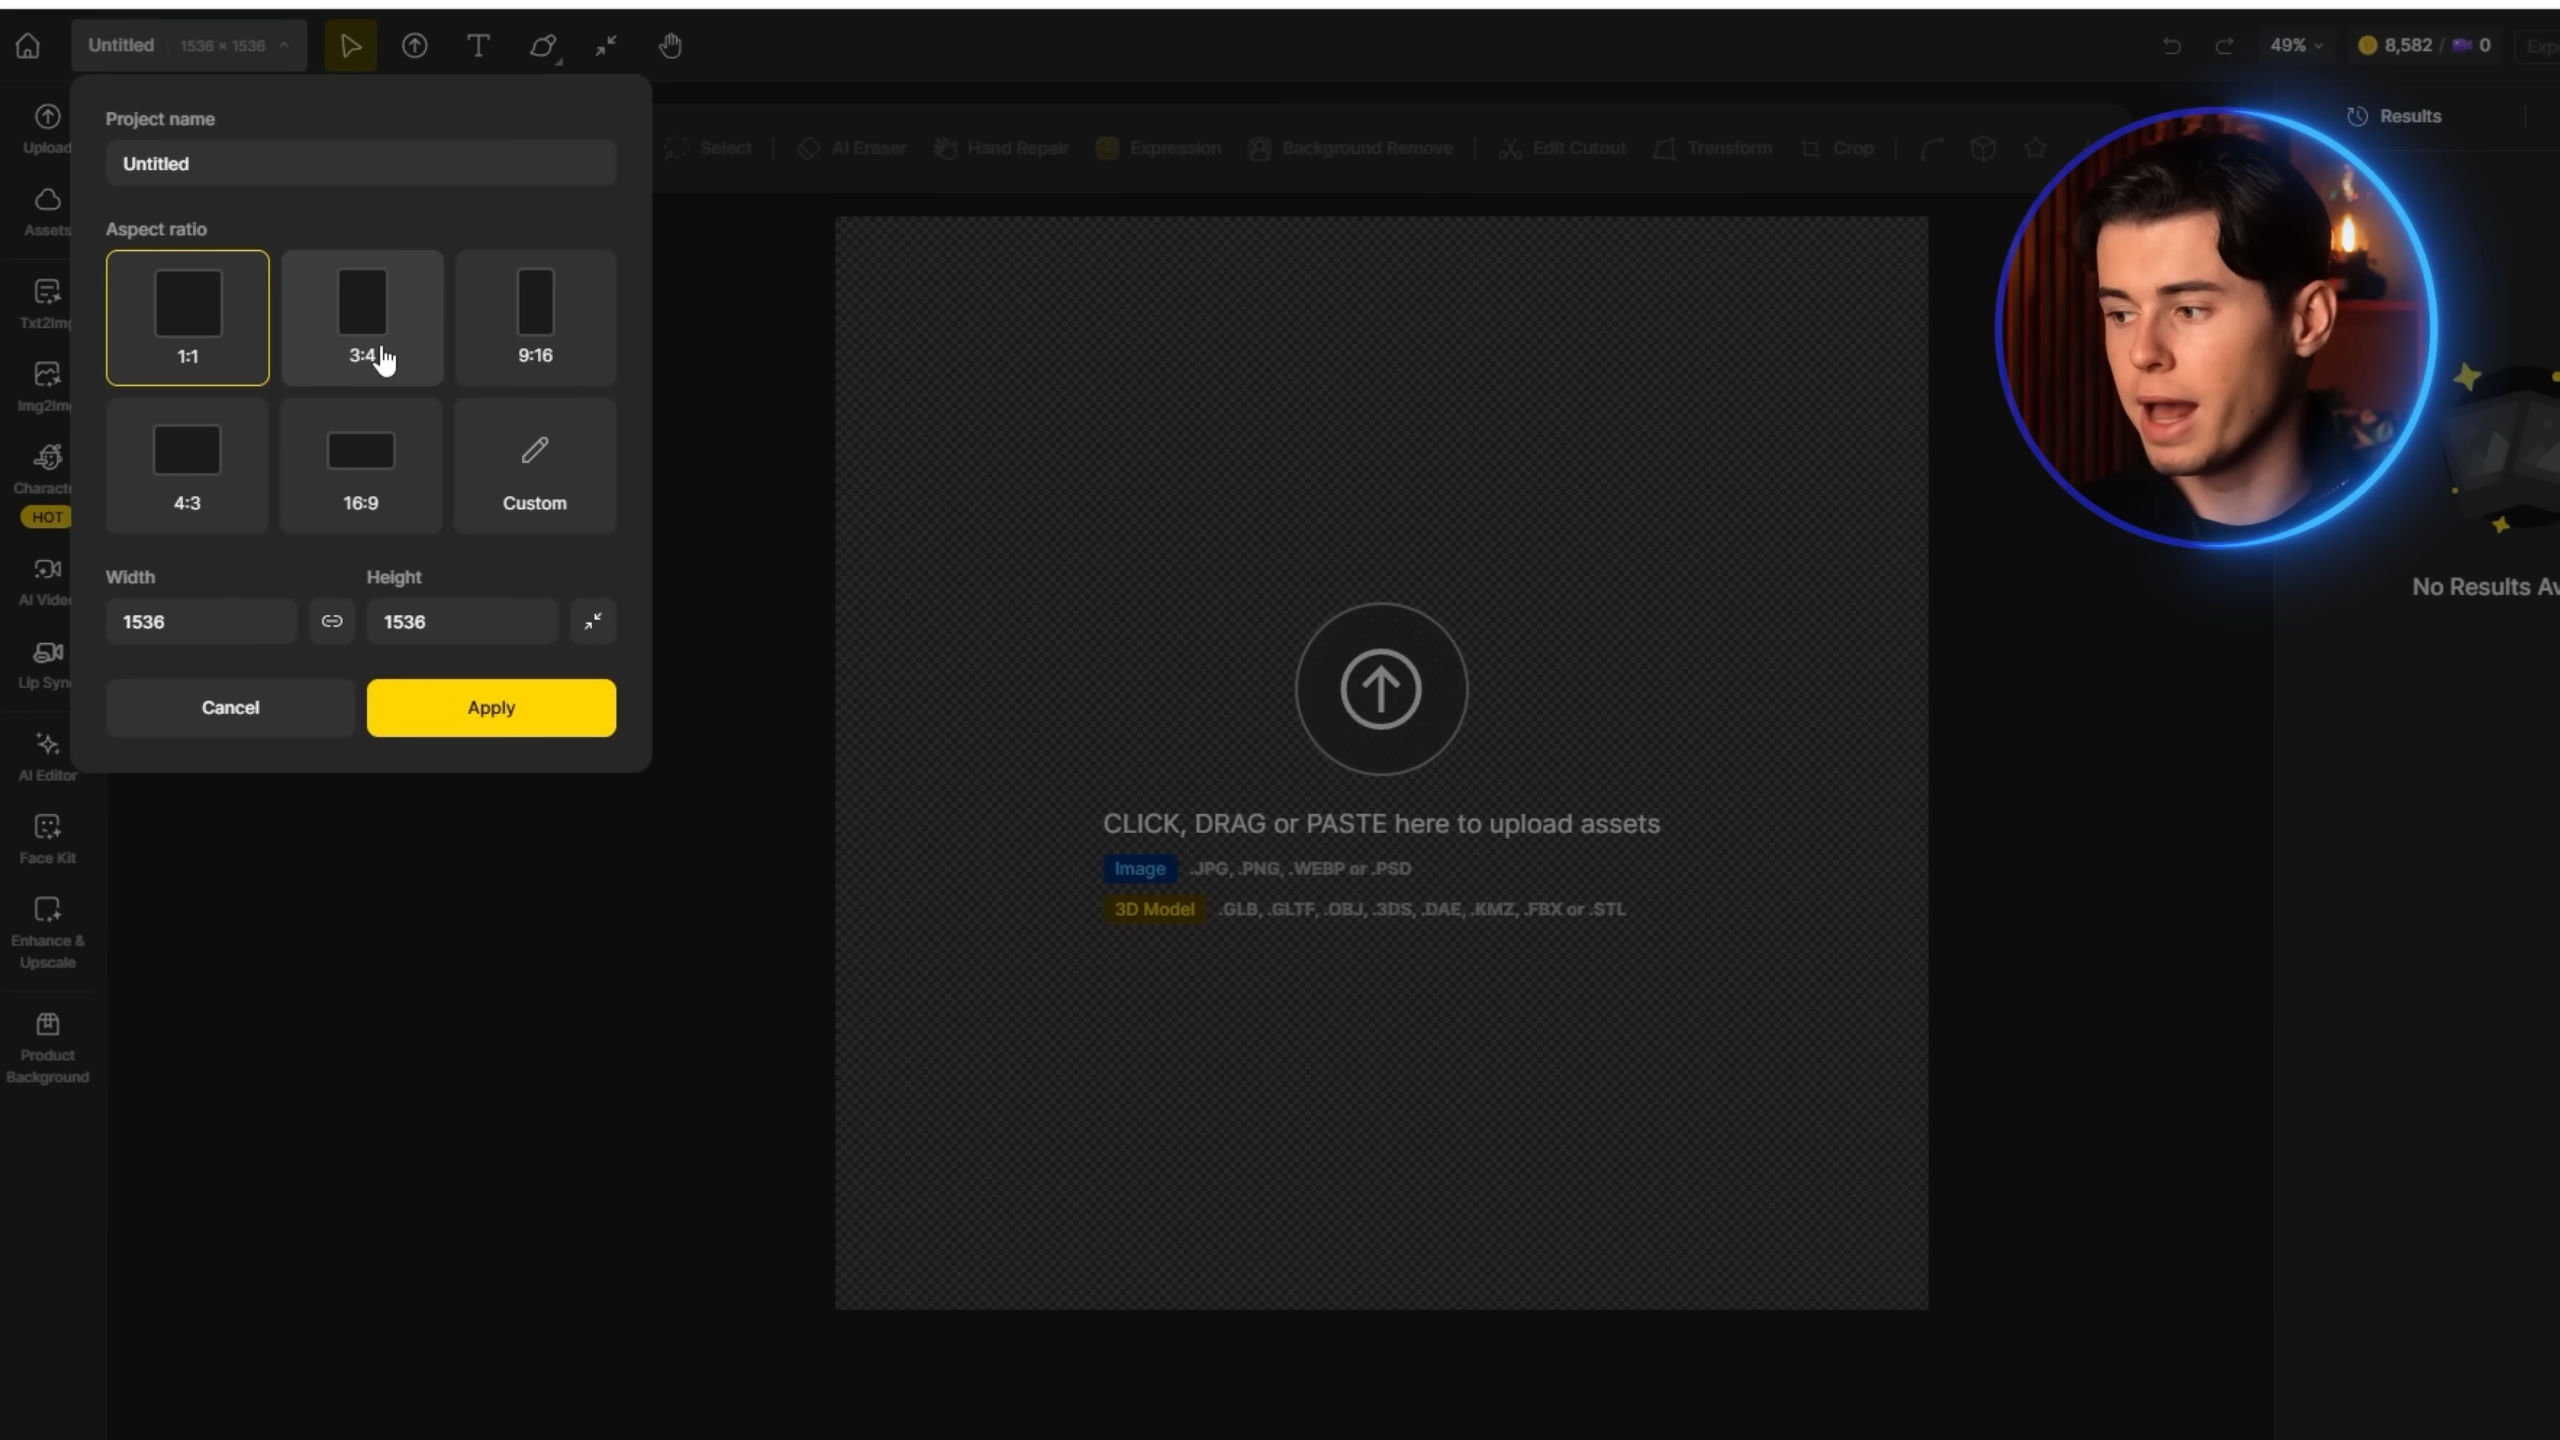 Untitled 1536 × 1536
49%
8,582 / 0
Upload
Assets
HOT
AI Editor
Face Kit
Enhance &
Upscale
Product
Background
Project name
Untitled
Aspect ratio
1:1
3:4
9:16
4:3
16:9
Custom
Width
Height
1536
1536
Cancel
Apply
Select
AI Eraser
Hand Repair
Expression
Background Remove
Edit Cutout
Transform
Crop
CLICK, DRAG or PASTE here to upload assets
Image .JPG, .PNG, .WEBP or .PSD
3D Model .GLB, .GLTF, .OBJ, .3DS, .DAE, .KMZ, .FBX or .STL
Results
No Results